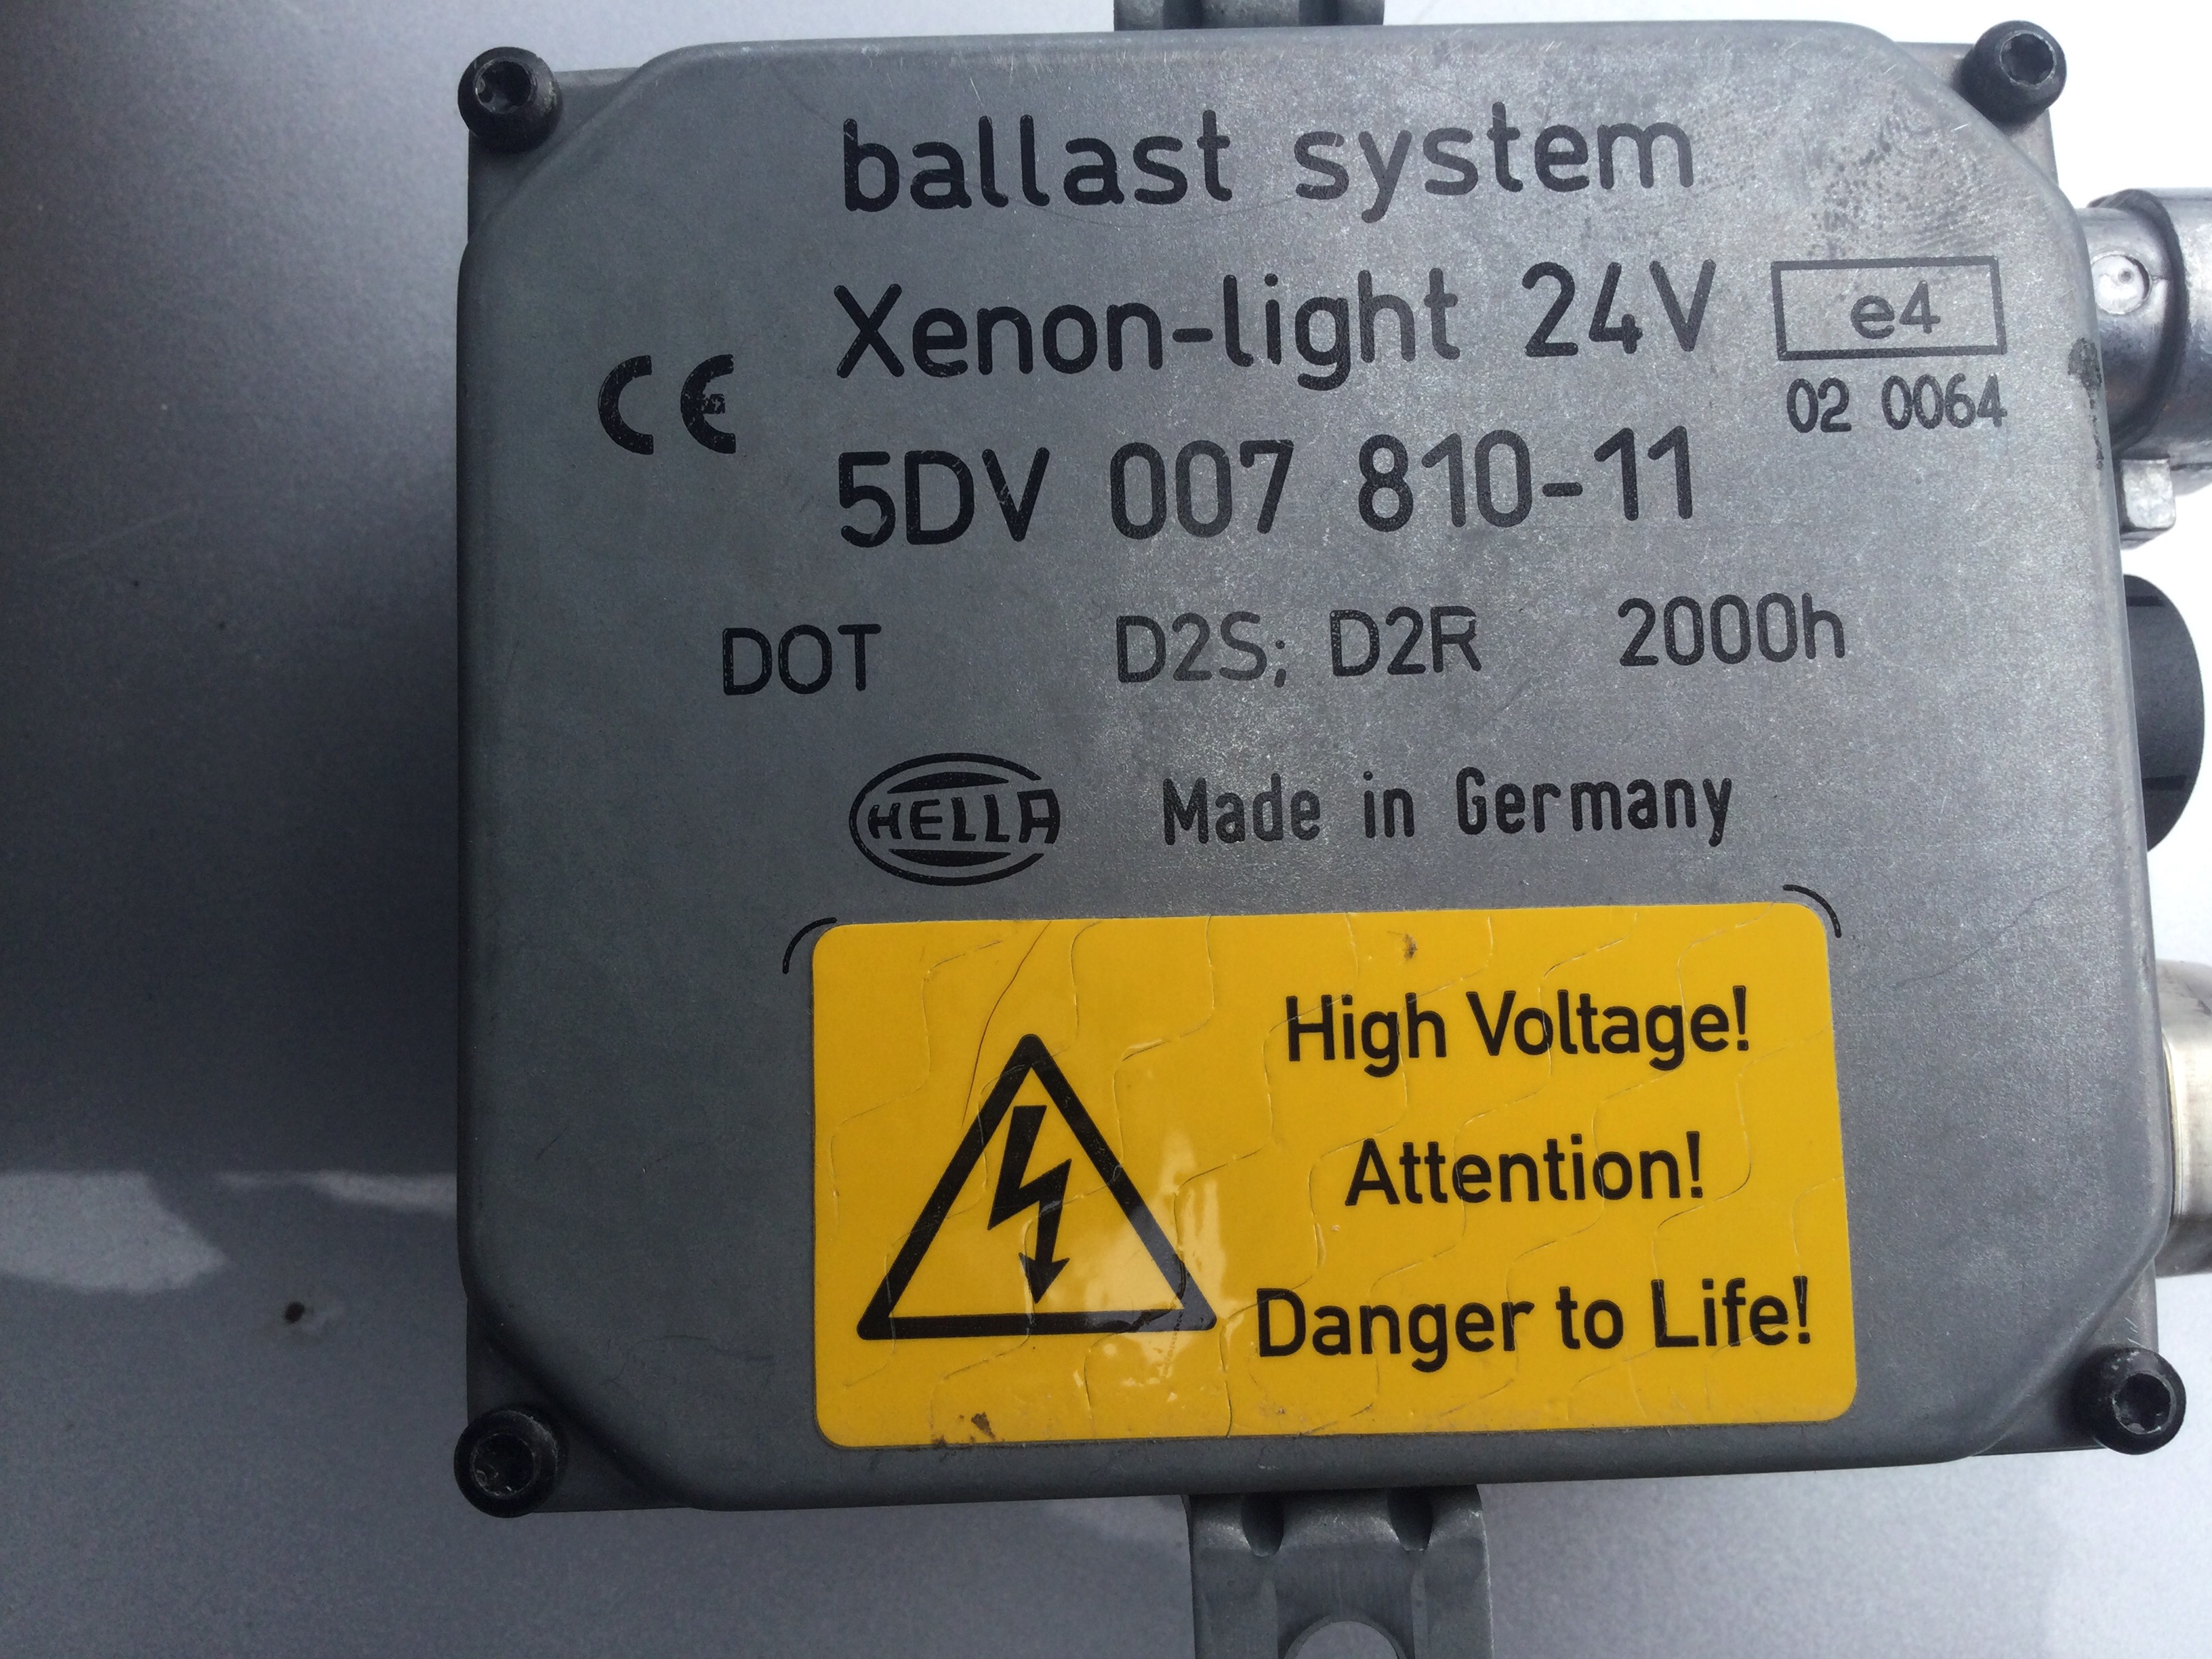 ballast system
Xenon-light 24V
e4
CE
02 0064
5DV 007 810-11
DOT D2S; D2R 2000h
HELLA Made in Germany
High Voltage!
Attention!
Danger to Life!